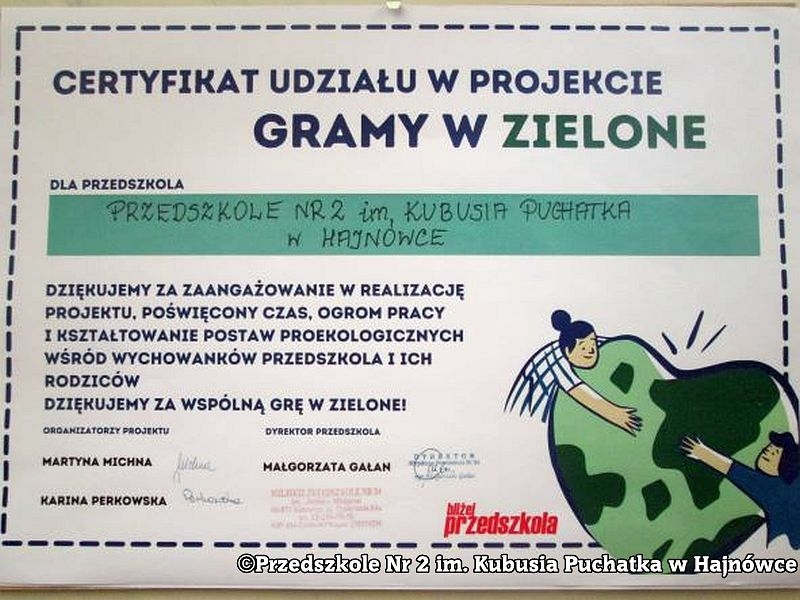 CERTYFIKAT UDZIAŁU W PROJEKCIE
GRAMY W ZIELONE
DLA PRZEDSZKOLA
PRZEDSZKOLE NR 2 im. KUBUSIA PUCHATKA
W HAJNÓWCE
DZIĘKUJEMY ZA ZAANGAŻOWANIE W REALIZACJĘ
PROJEKTU, POŚWIĘCONY CZAS, OGROM PRACY
I KSZTAŁTOWANIE POSTAW PROEKOLOGICZNYCH
WŚRÓD WYCHOWANKÓW PRZEDSZKOLA I ICH
RODZICÓW
DZIĘKUJEMY ZA WSPÓLNĄ GRĘ W ZIELONE!
ORGANIZATORZY PROJEKTU
DYREKTOR PRZEDSZKOLA
MARTYNA MICHNA Michna
MAŁGORZATA GAŁAN
DYREKTOR
KARINA PERKOWSKA
bliżej
przedszkola
©Przedszkole Nr 2 im. Kubusia Puchatka w Hajnówce